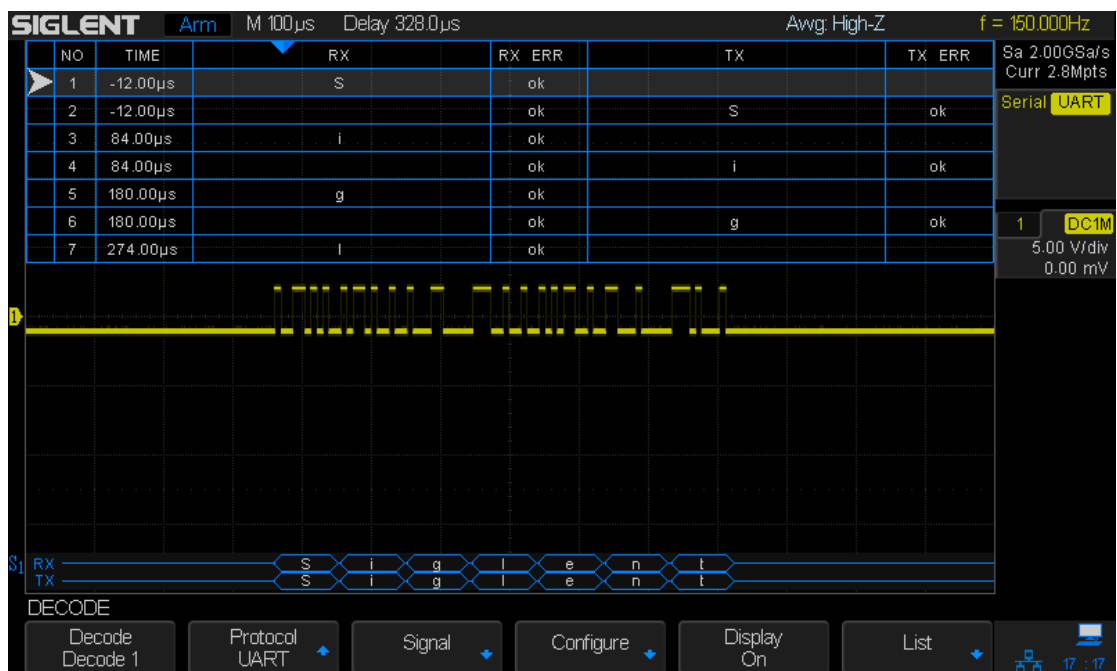 SIGLENT Arm M 100µs Delay 328.0µs Awg: High-Z f = 150.000Hz
NO TIME RX RX ERR TX TX ERR Sa 2.00GSa/s
Curr 2.8Mpts
1 -12.00µs S ok
Serial UART
2 -12.00µs ok S ok
3 84.00µs i ok
4 84.00µs ok i ok
5 180.00µs g ok
6 180.00µs ok g ok
1 DC1M
7 274.00µs l ok
5.00 V/div
0.00 mV
1
S1 RX S i g l e n t
TX S i g l e n t
DECODE
Decode Protocol Signal Configure Display List
Decode 1 UART On
17 : 17